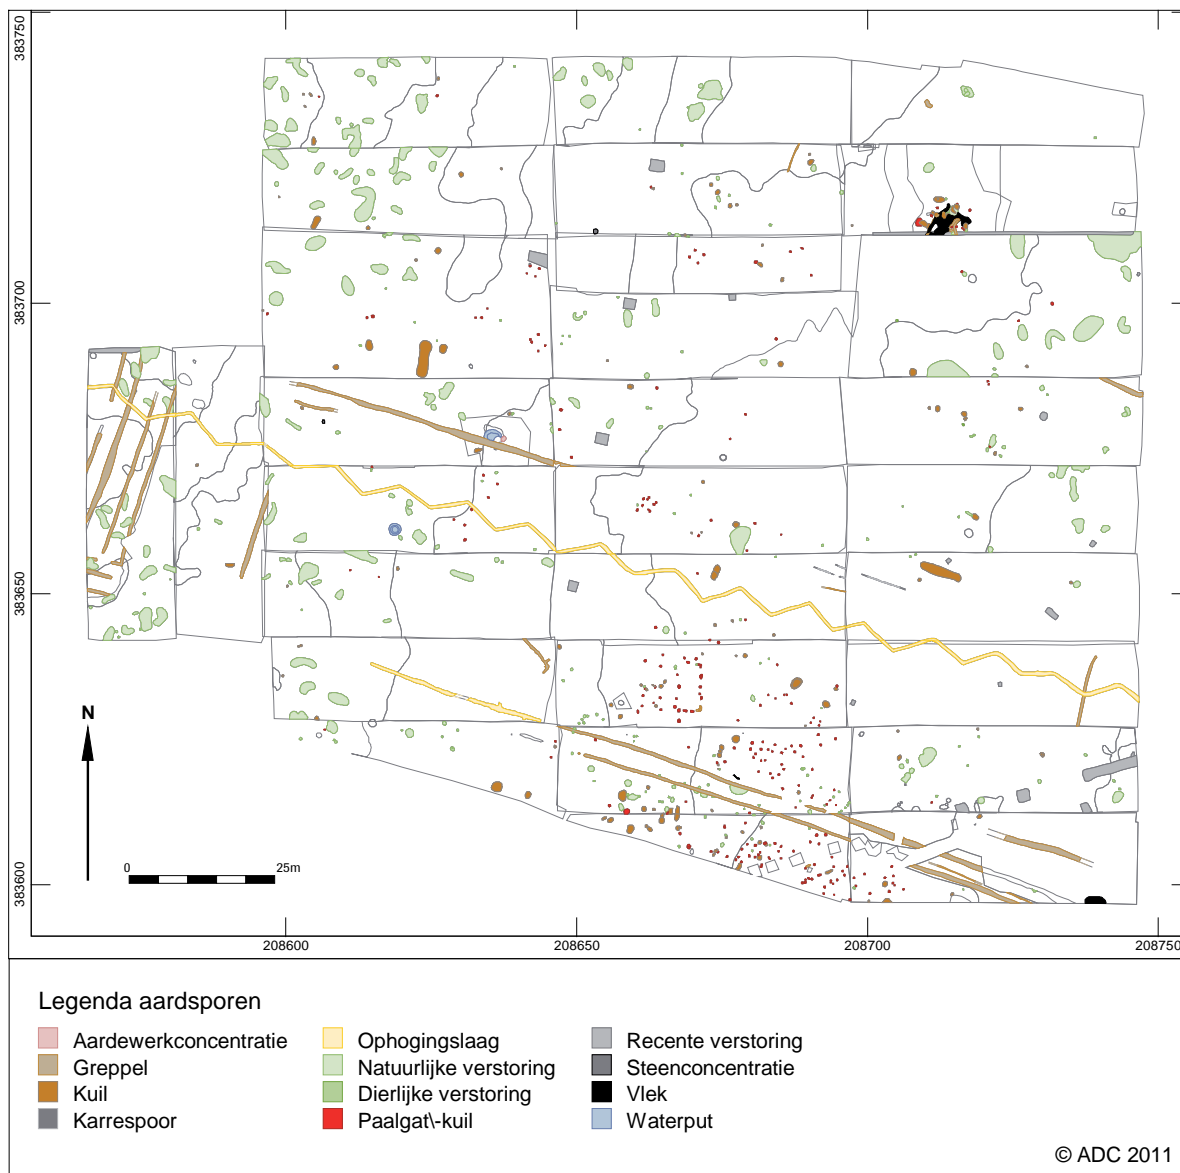 383750
383700
383650
383600
N
0
25m
208600
208650
208700
208750
Legenda aardsporen
Aardewerkconcentratie
Greppel
Kuil
Karrespoor
Ophogingslaag
Natuurlijke verstoring
Dierlijke verstoring
Paalgat\-kuil
Recente verstoring
Steenconcentratie
Vlek
Waterput
© ADC 2011